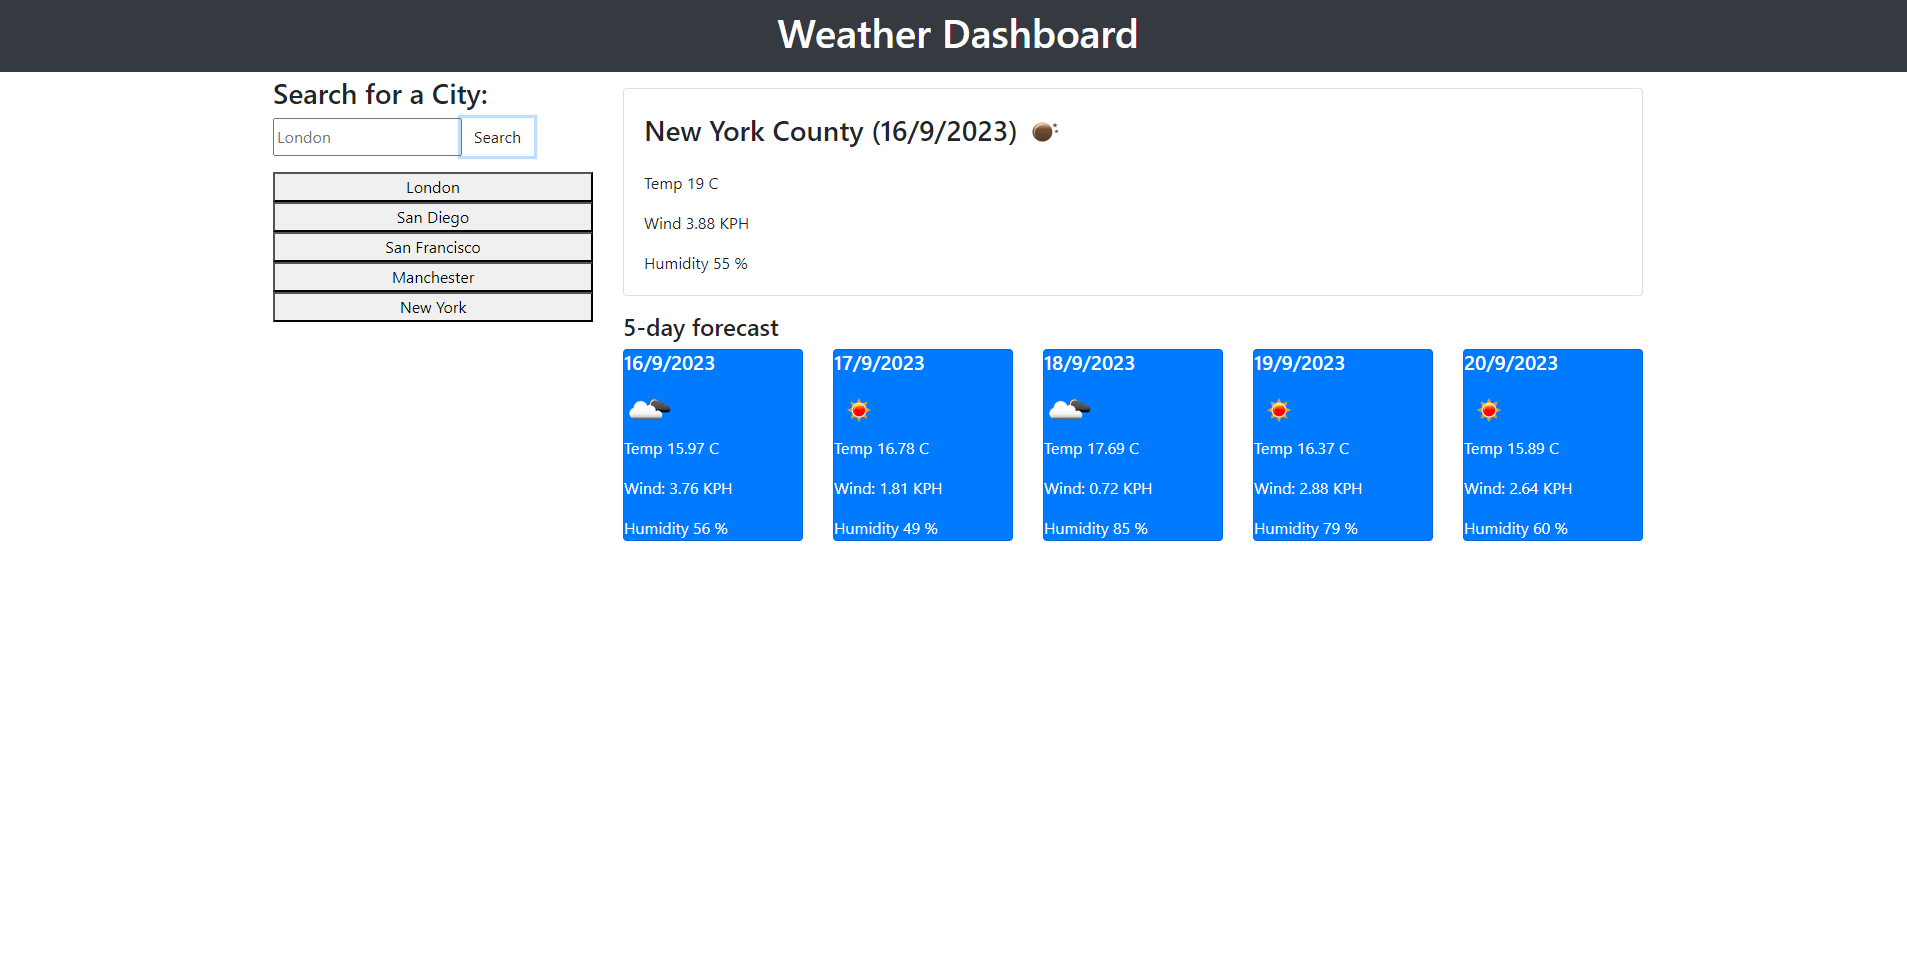 Weather Dashboard
Search for a City:
London
Search
London
San Diego
San Francisco
Manchester
New York
New York County (16/9/2023)
Temp 19 C
Wind 3.88 KPH
Humidity 55 %
5-day forecast
16/9/2023
Temp 15.97 C
Wind: 3.76 KPH
Humidity 56 %
17/9/2023
Temp 16.78 C
Wind: 1.81 KPH
Humidity 49 %
18/9/2023
Temp 17.69 C
Wind: 0.72 KPH
Humidity 85 %
19/9/2023
Temp 16.37 C
Wind: 2.88 KPH
Humidity 79 %
20/9/2023
Temp 15.89 C
Wind: 2.64 KPH
Humidity 60 %